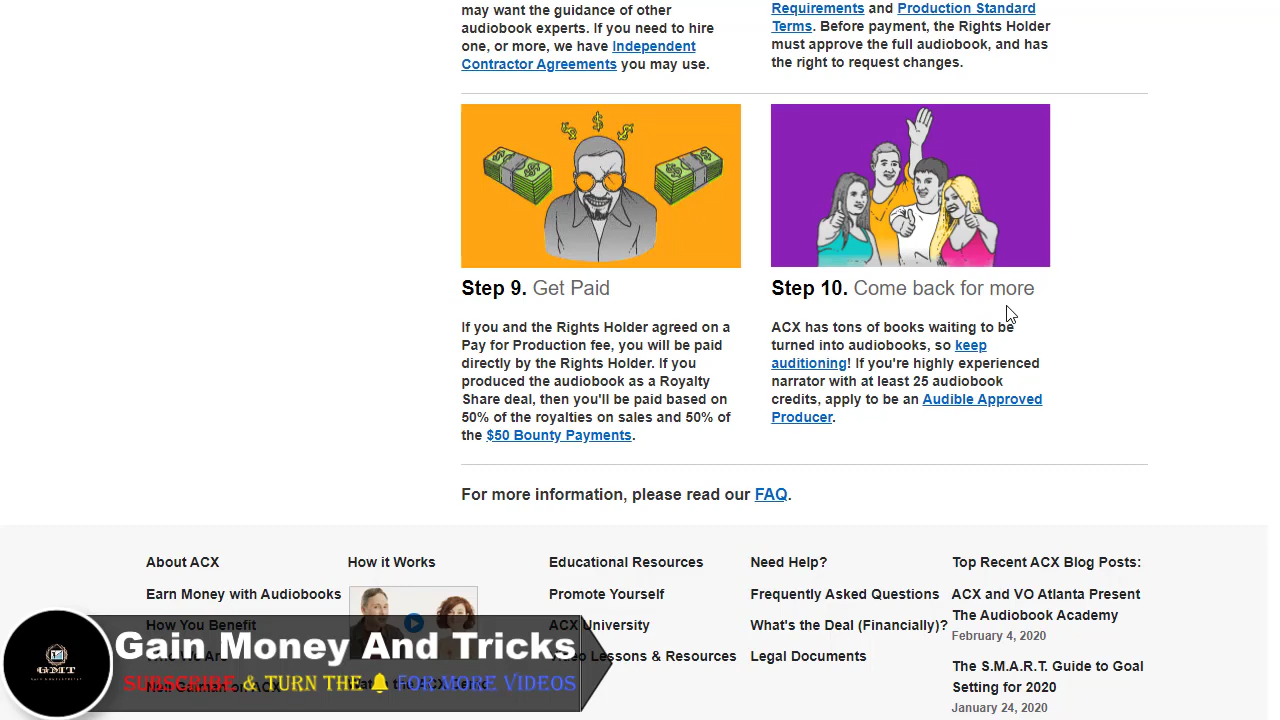 may want the guidance of other
audiobook experts. If you need to hire
one, or more, we have Independent
Contractor Agreements you may use.
Requirements and Production Standard
Terms. Before payment, the Rights Holder
must approve the full audiobook, and has
the right to request changes.
Step 9. Get Paid
If you and the Rights Holder agreed on a
Pay for Production fee, you will be paid
directly by the Rights Holder. If you
produced the audiobook as a Royalty
Share deal, then you'll be paid based on
50% of the royalties on sales and 50% of
the $50 Bounty Payments.
Step 10. Come back for more
ACX has tons of books waiting to be
turned into audiobooks, so keep
auditioning! If you're highly experienced
narrator with at least 25 audiobook
credits, apply to be an Audible Approved
Producer.
For more information, please read our FAQ.
About ACX
Earn Money with Audiobooks
How You Benefit
Who We Are
Neil Gaiman on ACX
How it Works
Educational Resources
Promote Yourself
ACX University
Video Lessons & Resources
Need Help?
Frequently Asked Questions
What's the Deal (Financially)?
Legal Documents
Top Recent ACX Blog Posts:
ACX and VO Atlanta Present
The Audiobook Academy
February 4, 2020
The S.M.A.R.T. Guide to Goal
Setting for 2020
January 24, 2020
GMT
Gain Money And Tricks
SUBSCRIBE & TURN THE FOR MORE VIDEOS